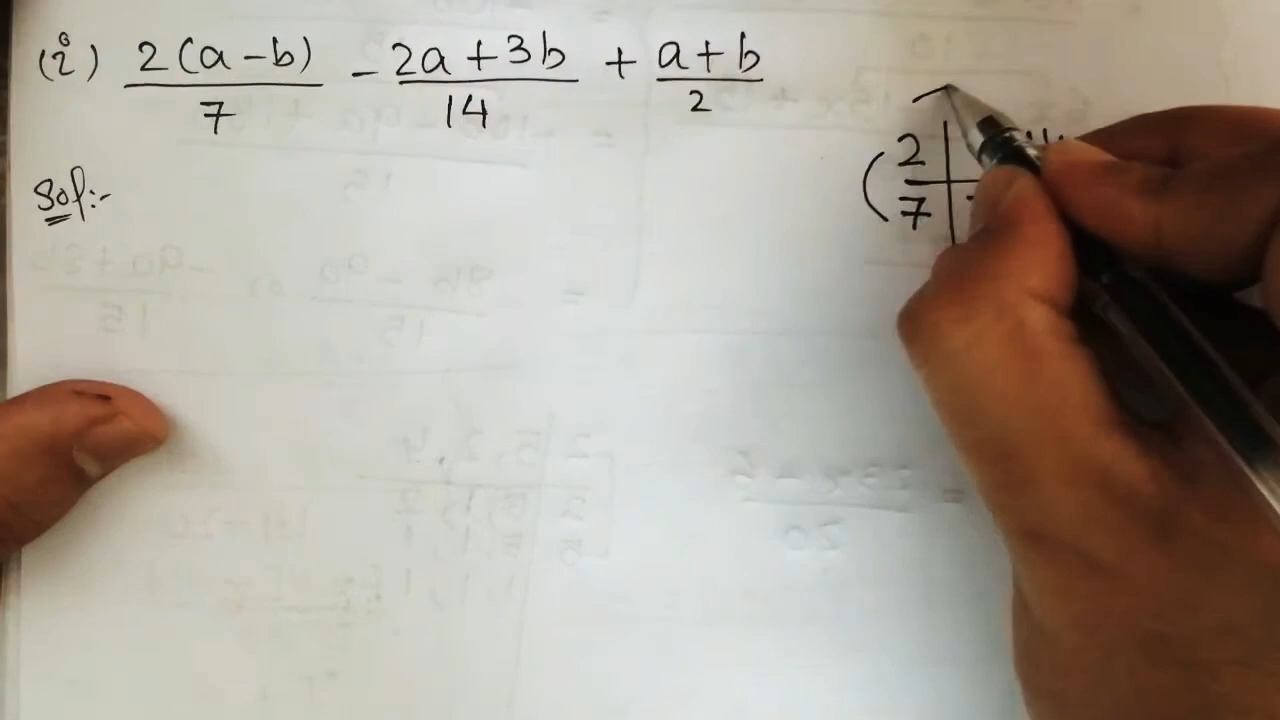 (i) 2(a-b)/7 - 2a+3b/14 + a+b/2
Sol:-
2
7